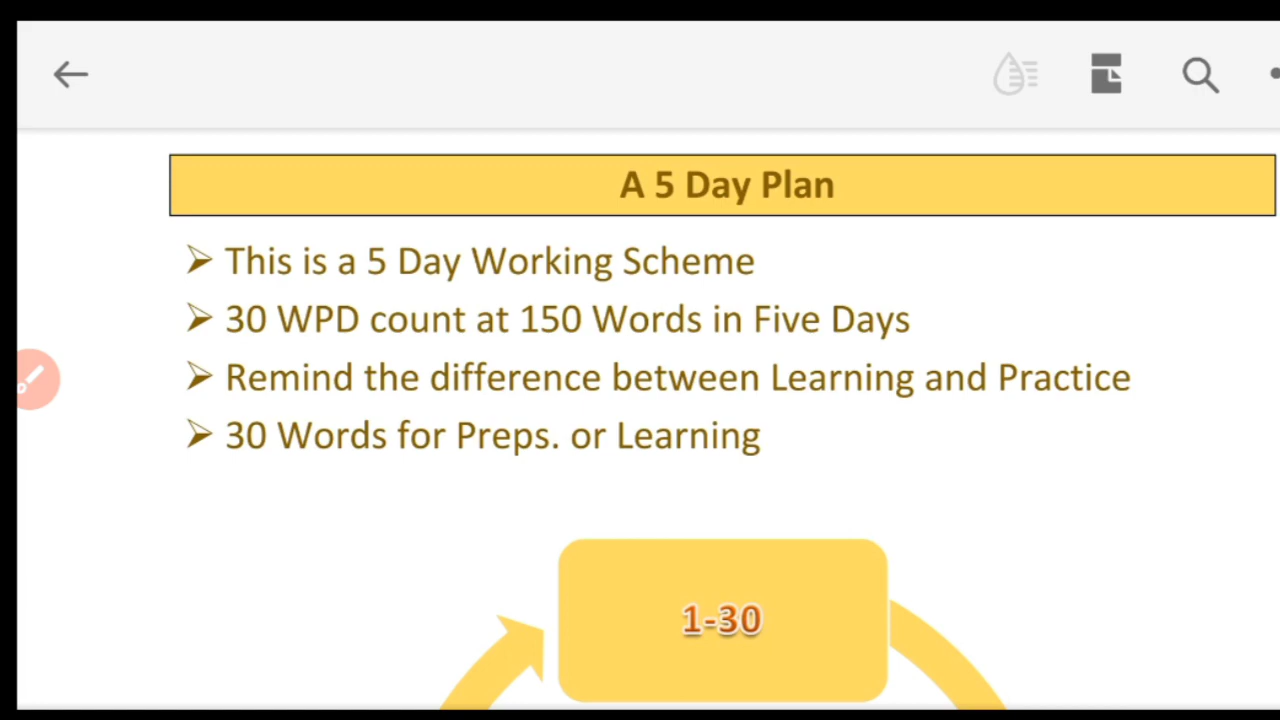 A 5 Day Plan
➢ This is a 5 Day Working Scheme
➢ 30 WPD count at 150 Words in Five Days
➢ Remind the difference between Learning and Practice
➢ 30 Words for Preps. or Learning
1-30